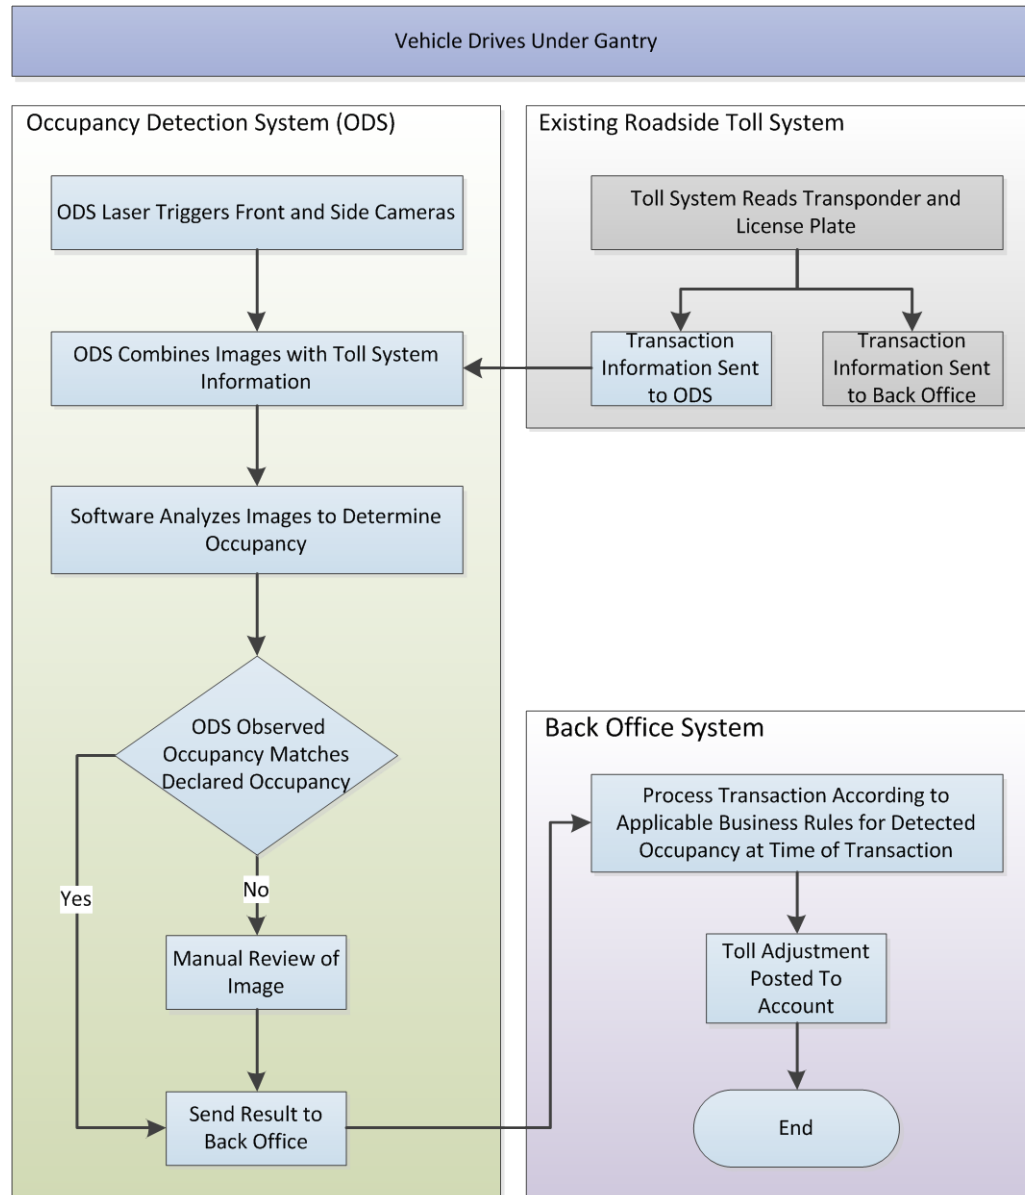 Vehicle Drives Under Gantry
Occupancy Detection System (ODS)
ODS Laser Triggers Front and Side Cameras
ODS Combines Images with Toll System
Information
Software Analyzes Images to Determine
Occupancy
ODS Observed
Occupancy Matches
Declared Occupancy
Yes
No
Manual Review of
Image
Send Result to
Back Office
Existing Roadside Toll System
Toll System Reads Transponder and
License Plate
Transaction
Information Sent
to ODS
Transaction
Information Sent
to Back Office
Back Office System
Process Transaction According to
Applicable Business Rules for Detected
Occupancy at Time of Transaction
Toll Adjustment
Posted To
Account
End